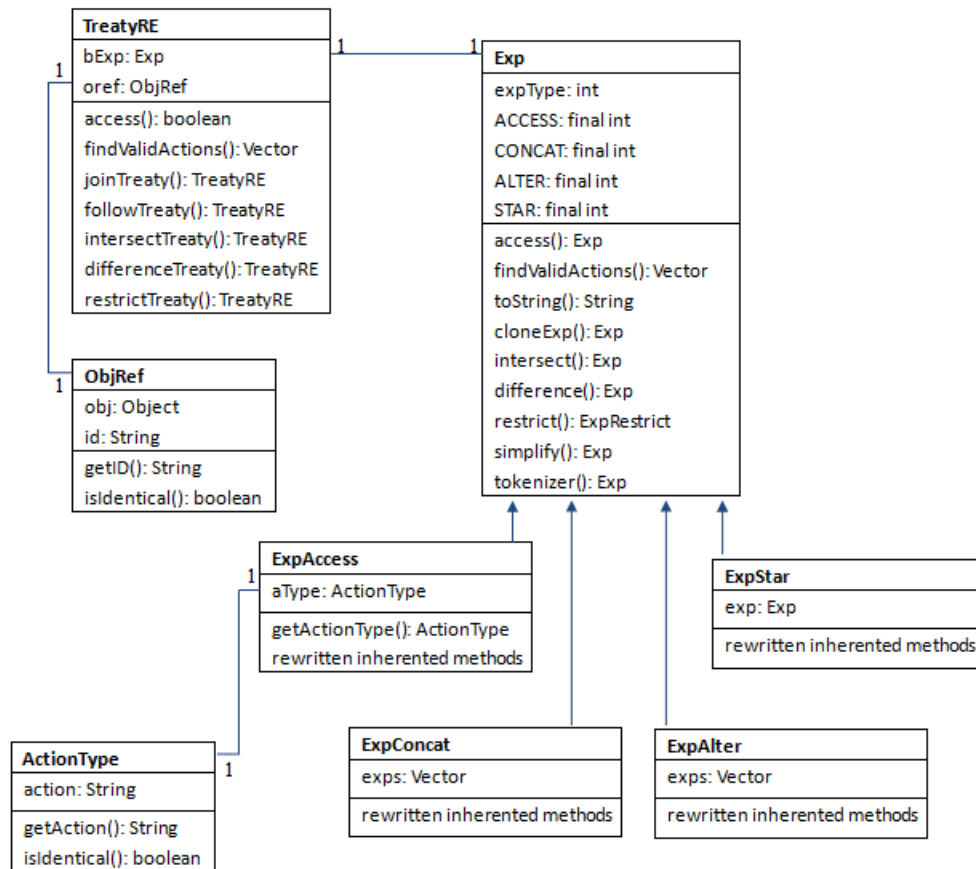 TreatyRE
bExp: Exp
oref: ObjRef
access(): boolean
findValidActions(): Vector
joinTreaty(): TreatyRE
followTreaty(): TreatyRE
intersectTreaty(): TreatyRE
differenceTreaty(): TreatyRE
restrictTreaty(): TreatyRE
1
1
1
1
Exp
expType: int
ACCESS: final int
CONCAT: final int
ALTER: final int
STAR: final int
access(): Exp
findValidActions(): Vector
toString(): String
cloneExp(): Exp
intersect(): Exp
difference(): Exp
restrict(): ExpRestrict
simplify(): Exp
tokenizer(): Exp
ObjRef
obj: Object
id: String
getID(): String
isIdentical(): boolean
ExpAccess
aType: ActionType
getActionType(): ActionType
rewritten inherented methods
1
1
ExpStar
exp: Exp
rewritten inherented methods
ExpConcat
exps: Vector
rewritten inherented methods
ExpAlter
exps: Vector
rewritten inherented methods
ActionType
action: String
getAction(): String
isIdentical(): boolean